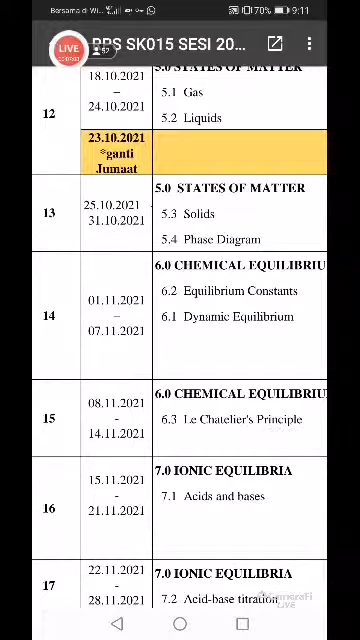 Bersama di Wi.. 70% 9:11
LIVE
RPS SK015 SESI 20...
00:07:03
52
18.10.2021
–
24.10.2021
12
5.0 STATES OF MATTER
5.1 Gas
5.2 Liquids
23.10.2021
*ganti
Jumaat
13
25.10.2021
31.10.2021
5.0 STATES OF MATTER
5.3 Solids
5.4 Phase Diagram
14
01.11.2021
–
07.11.2021
6.0 CHEMICAL EQUILIBRIU
6.2 Equilibrium Constants
6.1 Dynamic Equilibrium
15
08.11.2021
-
14.11.2021
6.0 CHEMICAL EQUILIBRIU
6.3 Le Chatelier's Principle
16
15.11.2021
-
21.11.2021
7.0 IONIC EQUILIBRIA
7.1 Acids and bases
17
22.11.2021
-
28.11.2021
7.0 IONIC EQUILIBRIA
7.2 Acid-base titration
CameraFi
LIVE